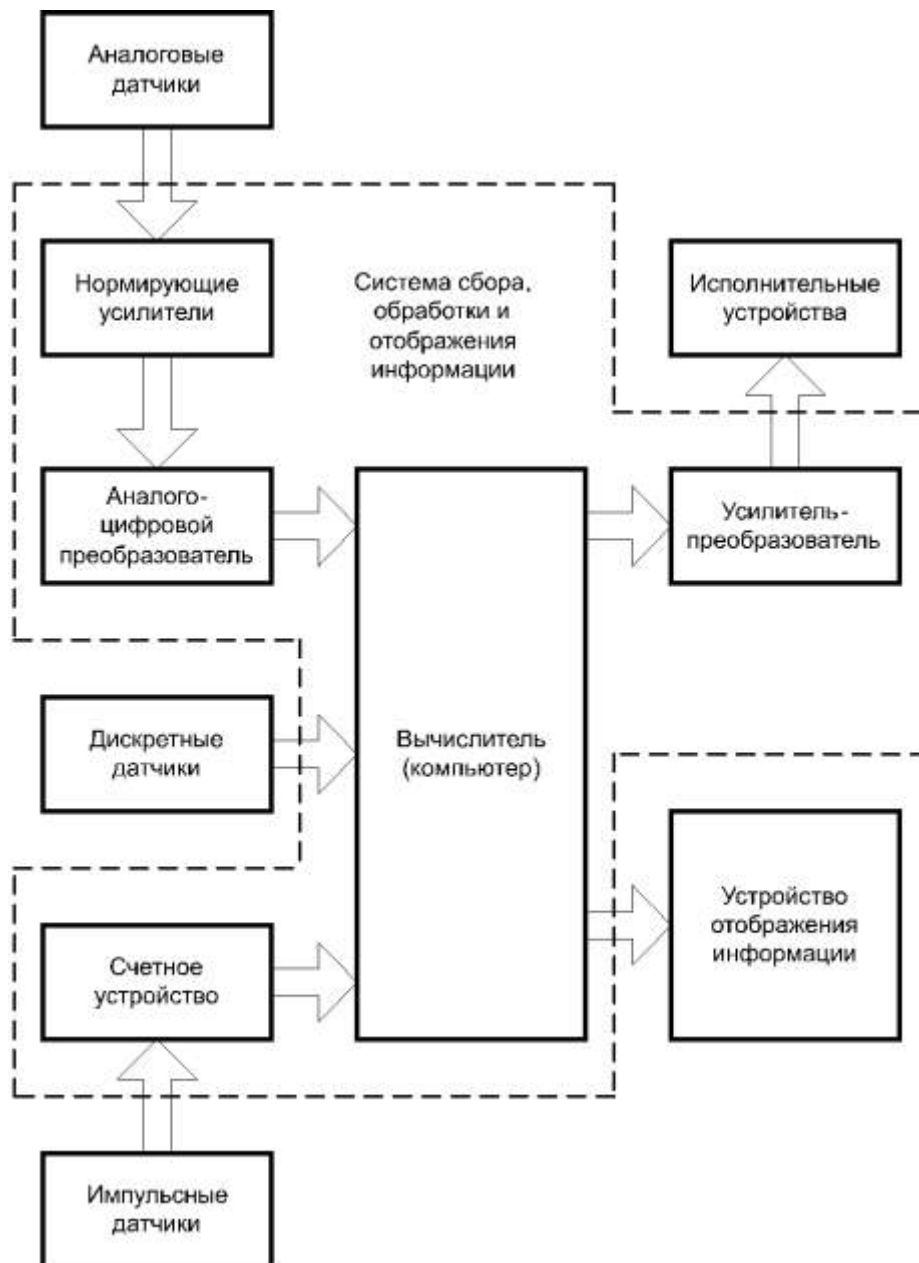 Аналоговые
датчики
Нормирующие
усилители
Система сбора,
обработки и
отображения
информации
Исполнительные
устройства
Аналого-
цифровой
преобразователь
Усилитель-
преобразователь
Дискретные
датчики
Вычислитель
(компьютер)
Счетное
устройство
Устройство
отображения
информации
Импульсные
датчики